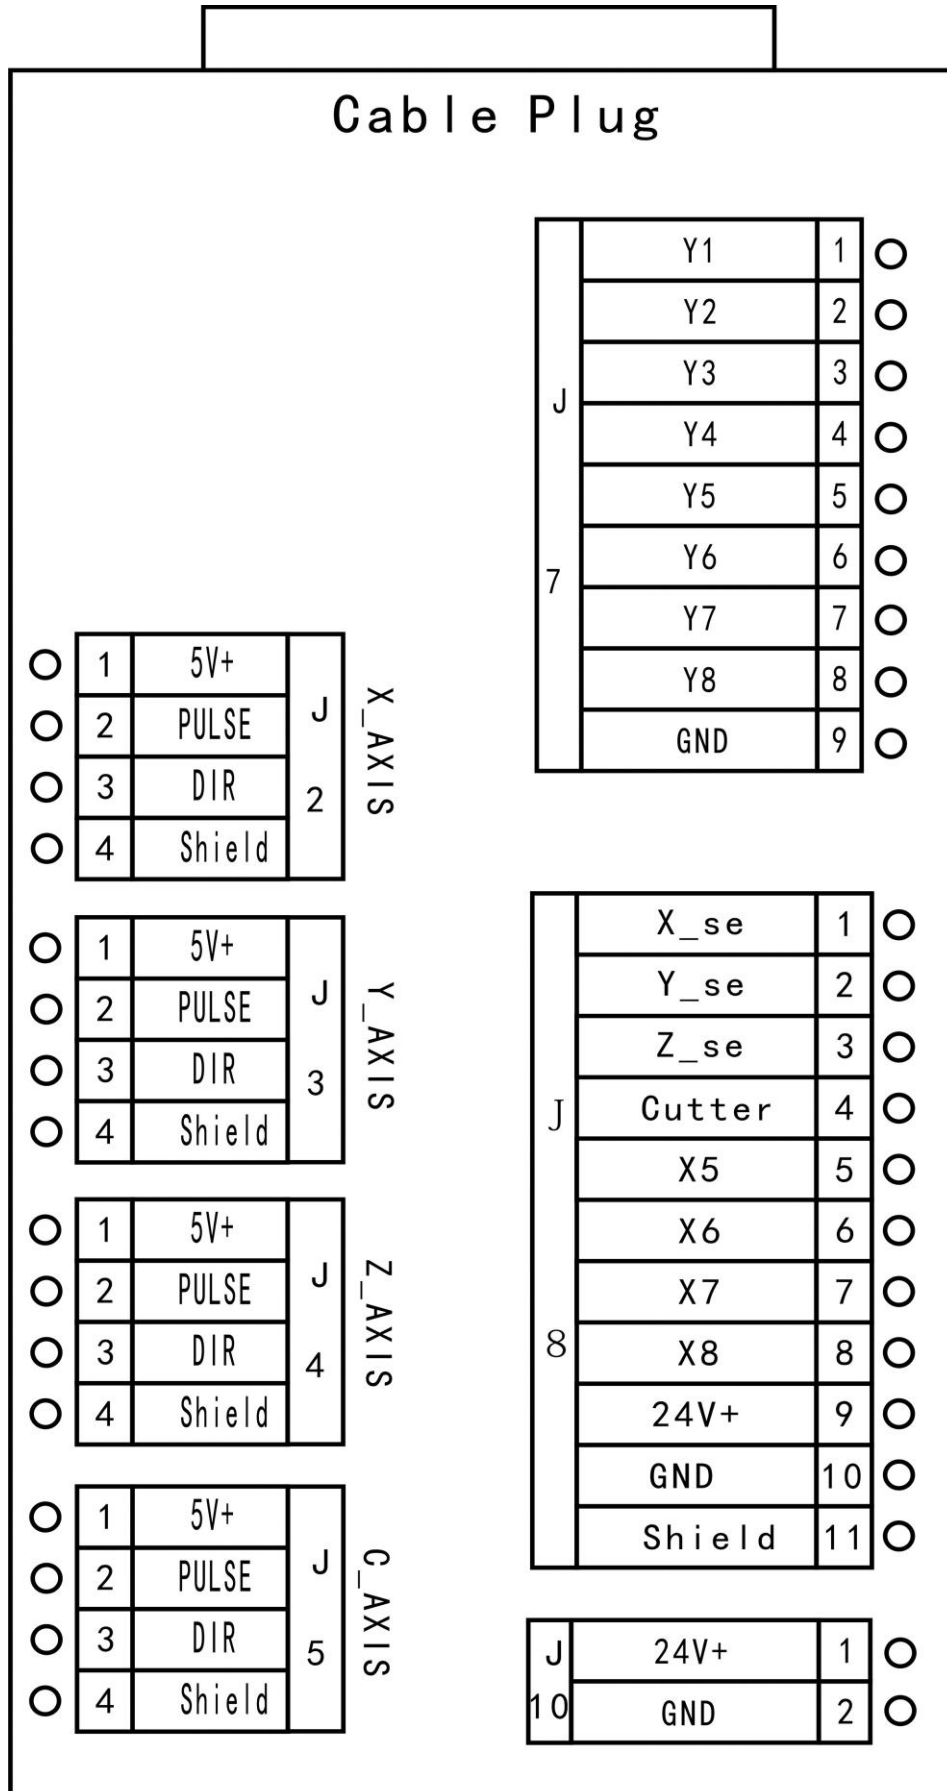 Cable Plug
J 7
Y1 1
Y2 2
Y3 3
Y4 4
Y5 5
Y6 6
Y7 7
Y8 8
GND 9
J 2
X_AXIS
1 5V+
2 PULSE
3 DIR
4 Shield
J 3
Y_AXIS
1 5V+
2 PULSE
3 DIR
4 Shield
J 4
Z_AXIS
1 5V+
2 PULSE
3 DIR
4 Shield
J 5
C_AXIS
1 5V+
2 PULSE
3 DIR
4 Shield
J 8
X_se 1
Y_se 2
Z_se 3
Cutter 4
X5 5
X6 6
X7 7
X8 8
24V+ 9
GND 10
Shield 11
J 10
24V+ 1
GND 2